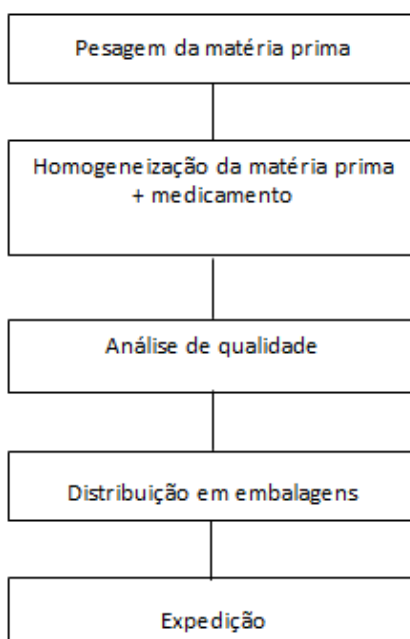 Pesagem da matéria prima
Homogeneização da matéria prima
+ medicamento
Análise de qualidade
Distribuição em embalagens
Expedição